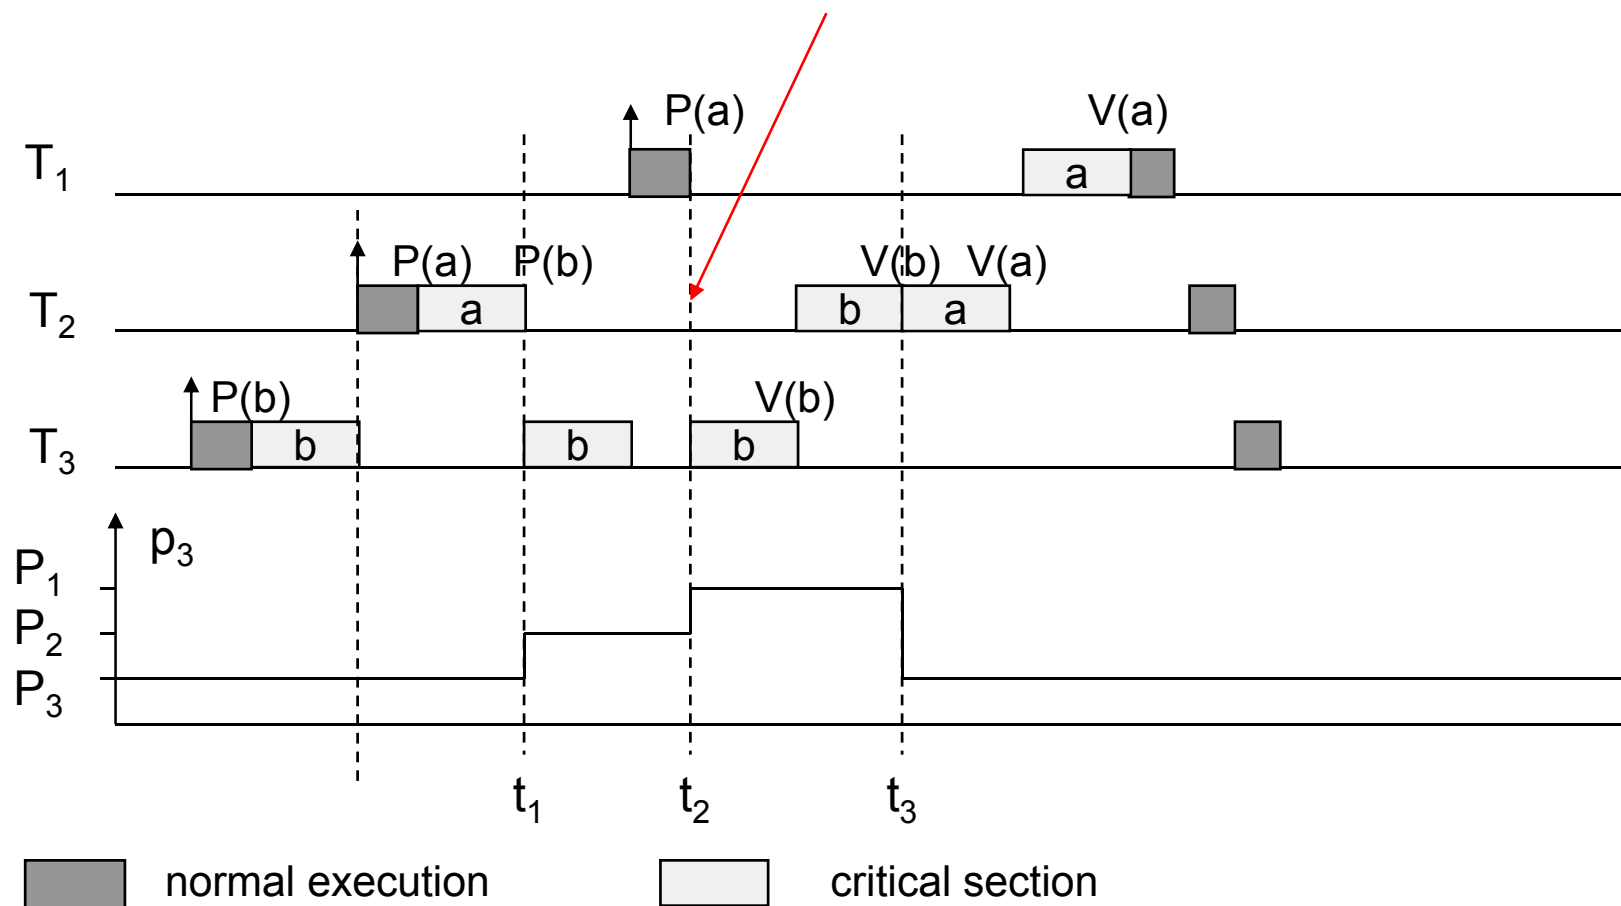 P(a) V(a)
T₁ a
P(a) P(b) V(b) V(a)
T₂ a b a
P(b) V(b)
T₃ b b b
p₃
P₁
P₂
P₃
t₁ t₂ t₃
normal execution critical section